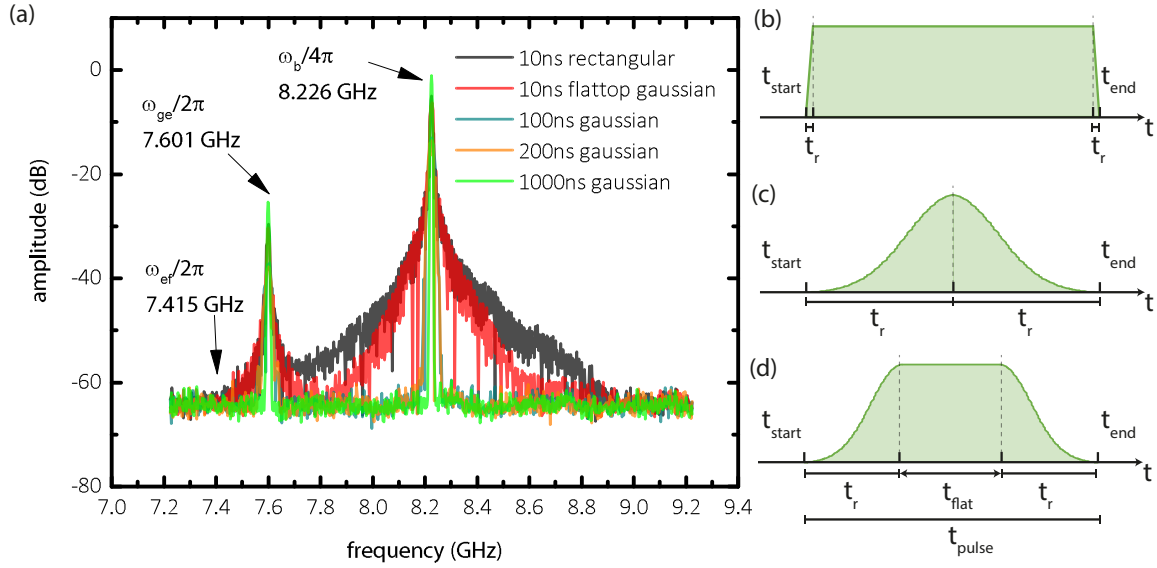 (a)
amplitude (dB)
0
-20
-40
-60
-80
7.0 7.2 7.4 7.6 7.8 8.0 8.2 8.4 8.6 8.8 9.0 9.2 9.4
frequency (GHz)
ω_b/4π
8.226 GHz
ω_ge/2π
7.601 GHz
ω_ef/2π
7.415 GHz
10ns rectangular
10ns flattop gaussian
100ns gaussian
200ns gaussian
1000ns gaussian
(b)
t_start
t_end
t
t_r
t_r
(c)
t_start
t_end
t
t_r
t_r
(d)
t_start
t_end
t
t_r
t_flat
t_r
t_pulse